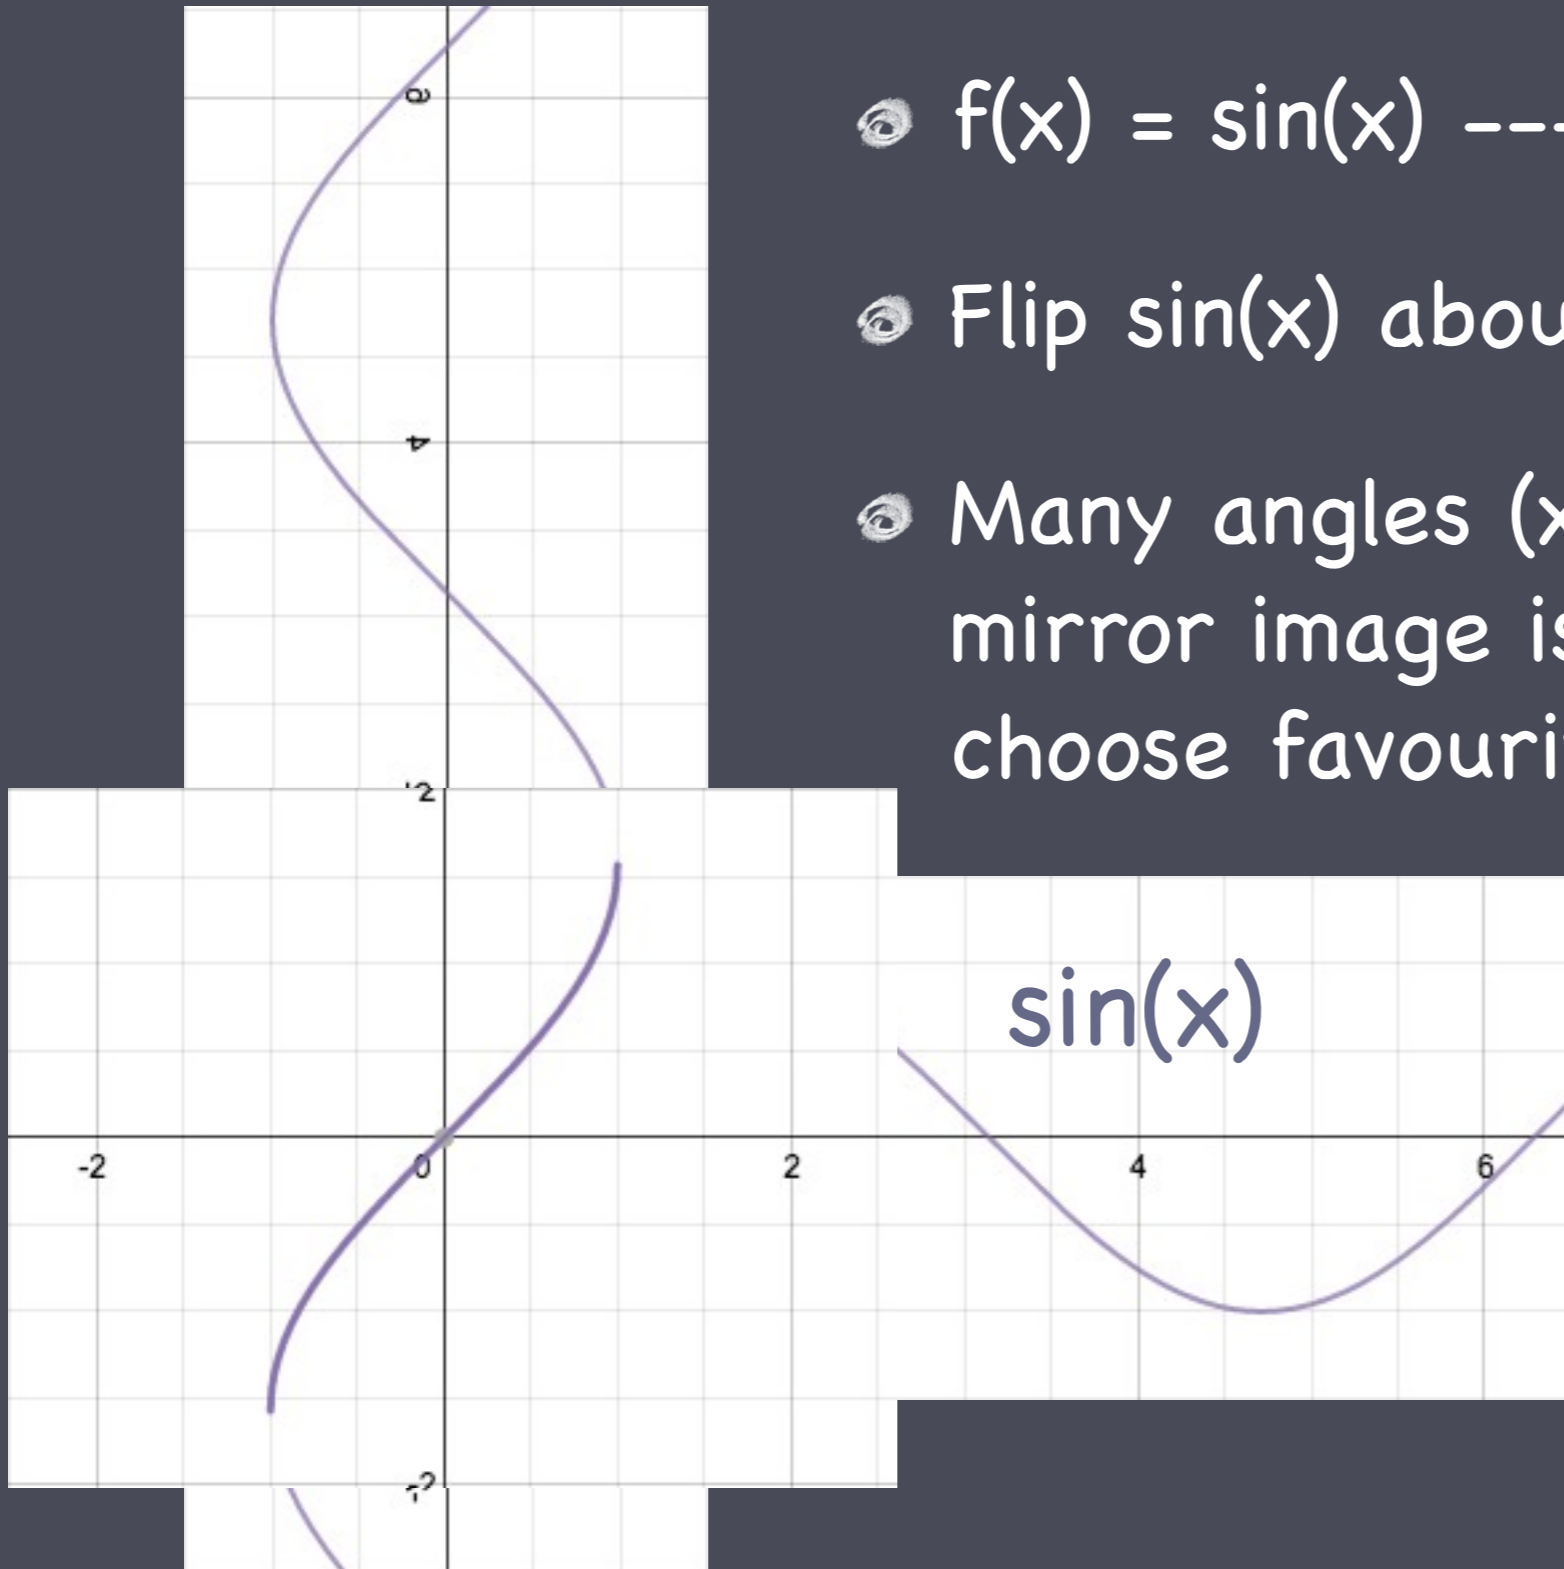 f(x) = sin(x) ---
Flip sin(x) abou
Many angles (x
mirror image is
choose favouri
6
4
2
sin(x)
-2
0
2
4
6
-2